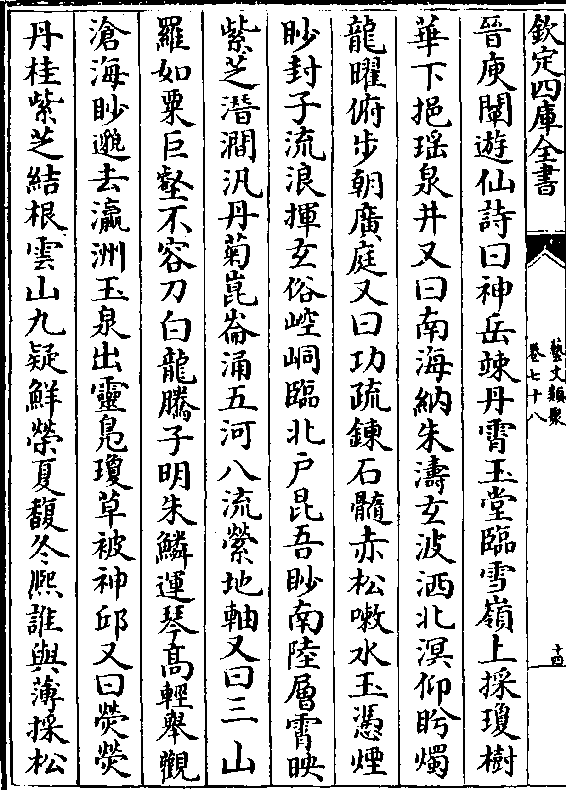 欽定四庫全書
藝文類聚
卷七十八
十四
晉庾闡遊仙詩曰神岳竦丹霄玉堂臨雪嶺上採瓊樹
華下挹瑶泉井又曰南海納朱濤玄波洒北溟仰盻燭
龍曜俯步朝廣庭又曰功疏鍊石髓赤松嗽水玉憑煙
眇封子流浪揮玄俗崆峒臨北户昆吾眇南陸層霄映
紫芝潛澗汎丹菊崑崙涌五河八流縈地軸又曰三山
羅如粟巨壑不容刀白龍騰子明朱鱗運琴髙輕舉觀
滄海眇邈去瀛洲玉泉出靈鳬瓊草被神邱又曰熒熒
丹桂紫芝結根雲山九疑鮮榮夏馥冬熈誰與薄採松